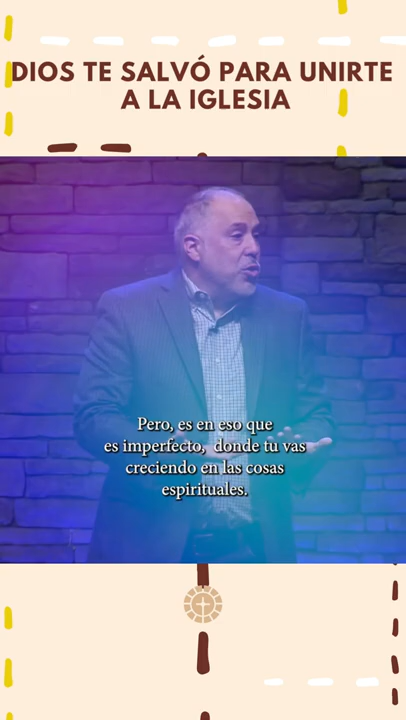 DIOS TE SALVÓ PARA UNIRTE
A LA IGLESIA
Pero, es en eso que
es imperfecto, donde tu vas
creciendo en las cosas
espirituales.